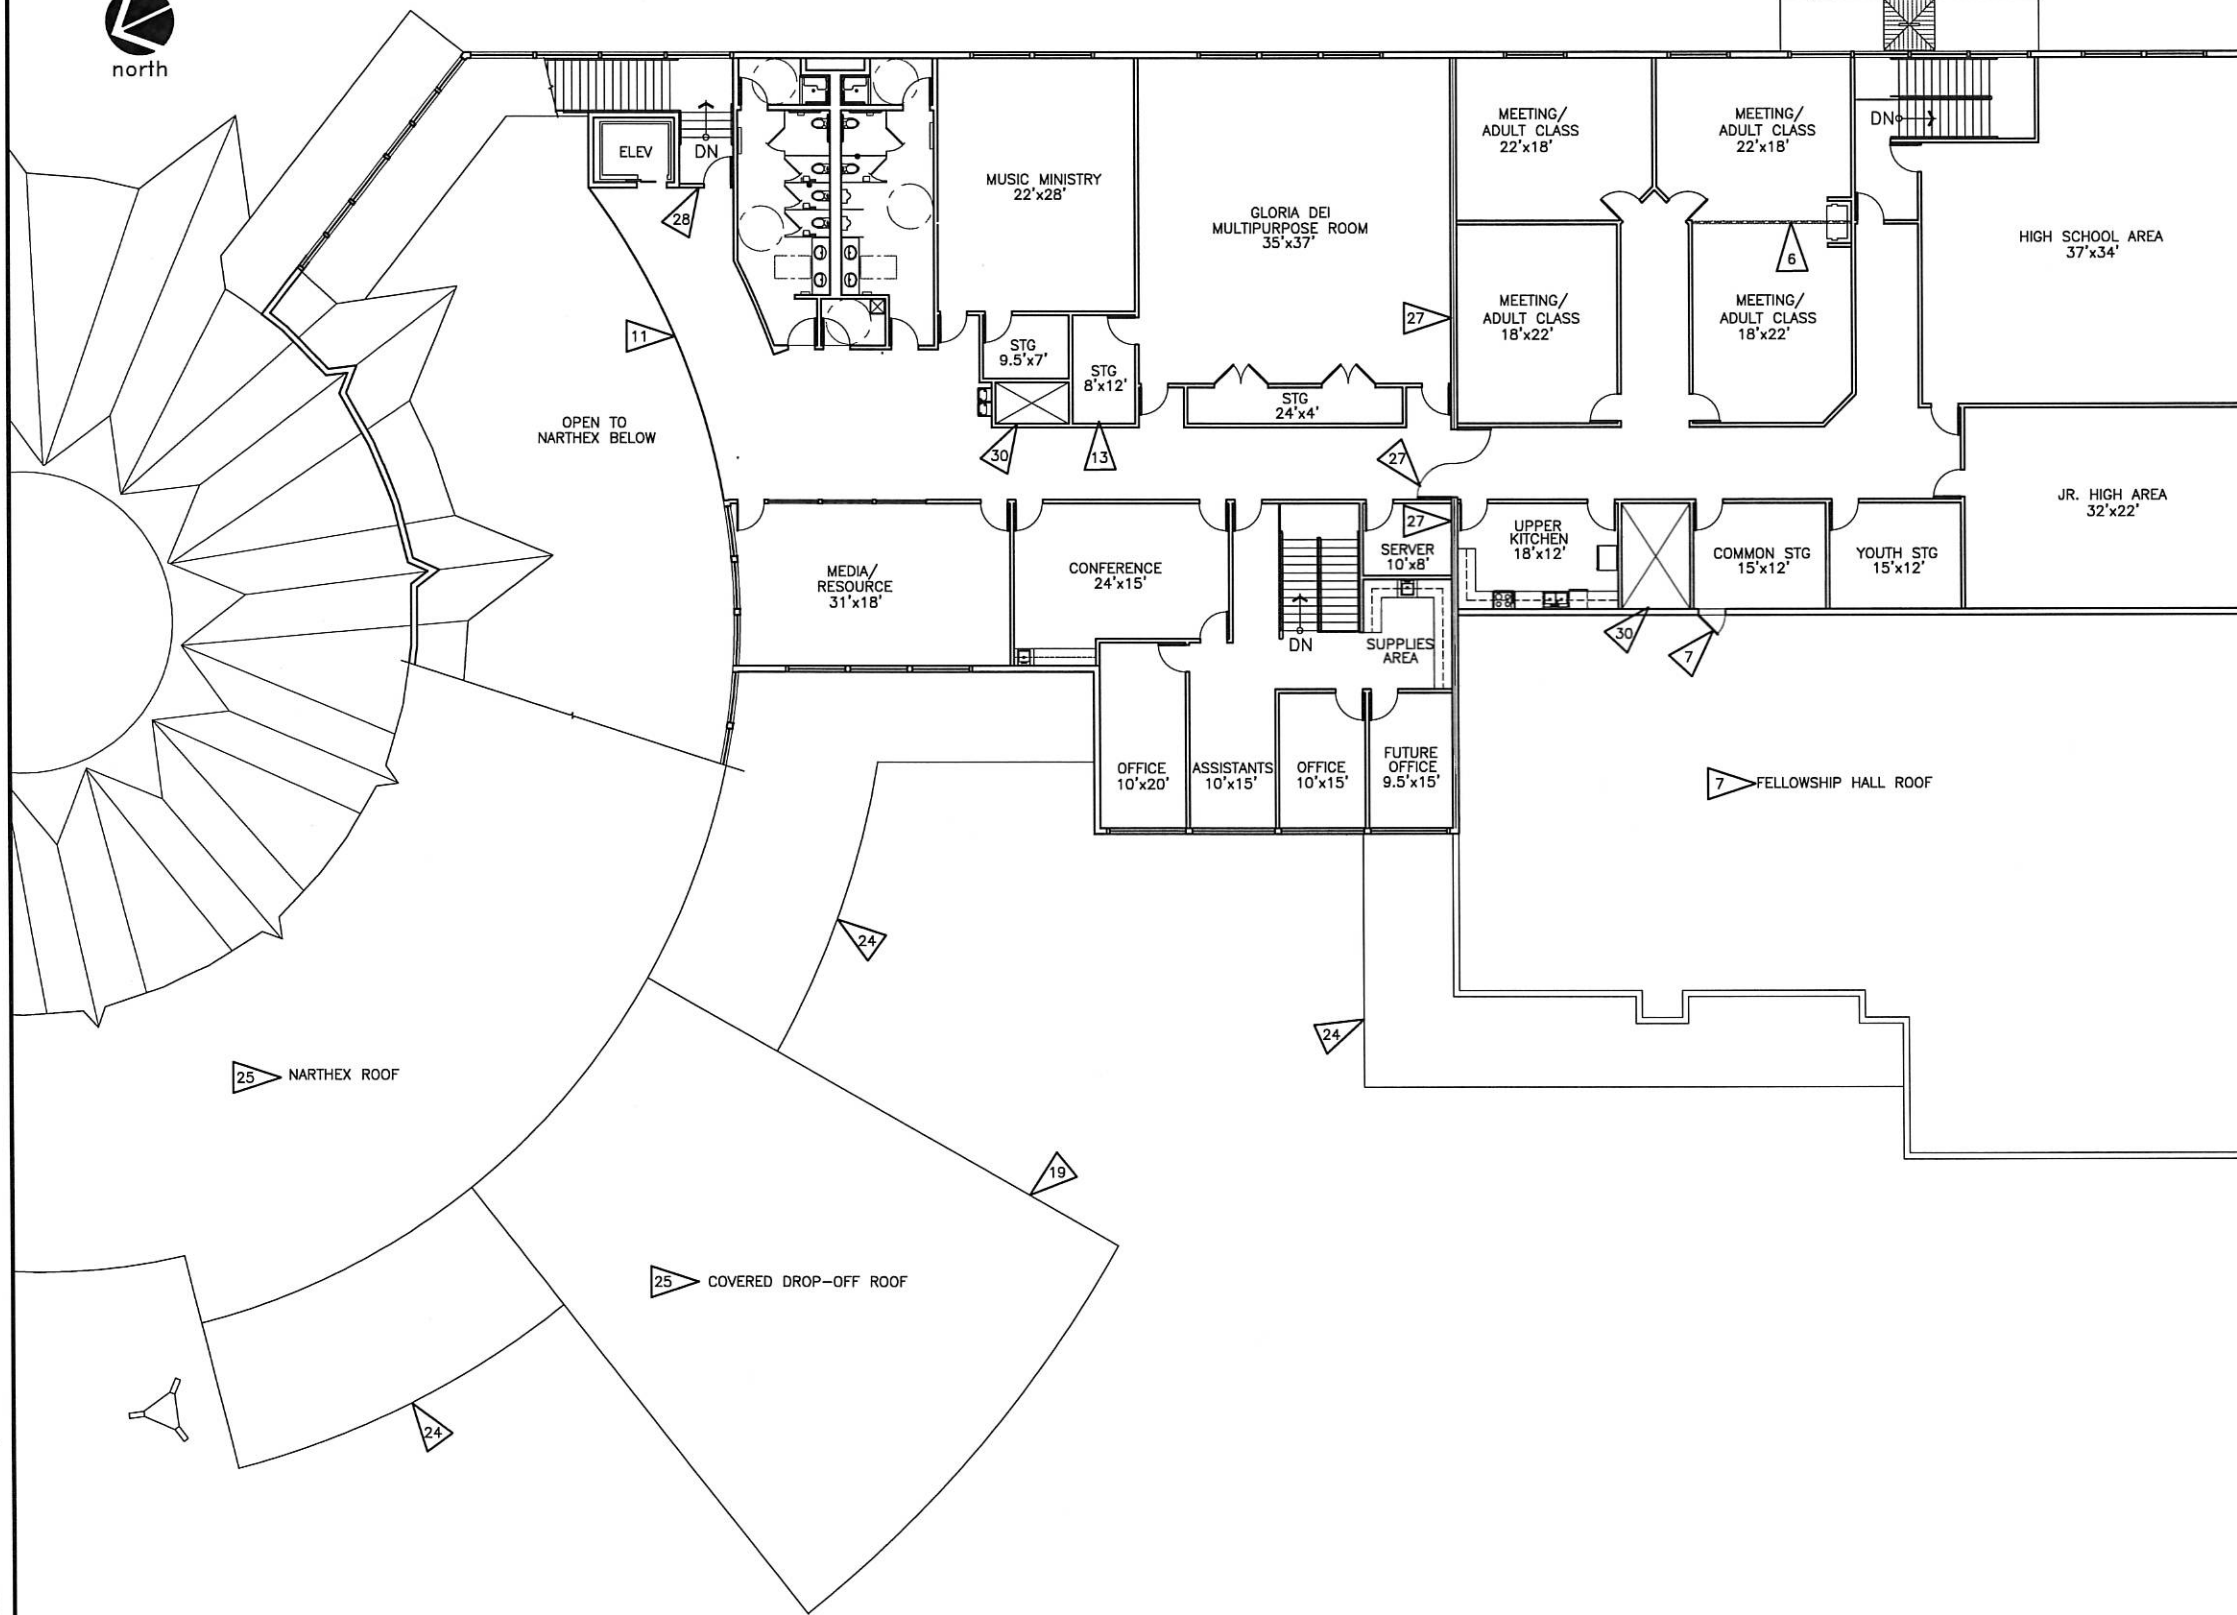 north
ELEV
DN
28
MUSIC MINISTRY
22'x28'
GLORIA DEI
MULTIPURPOSE ROOM
35'x37'
MEETING/
ADULT CLASS
22'x18'
MEETING/
ADULT CLASS
22'x18'
DN
HIGH SCHOOL AREA
37'x34'
6
11
STG
9.5'x7'
STG
8'x12'
27
MEETING/
ADULT CLASS
18'x22'
MEETING/
ADULT CLASS
18'x22'
STG
24'x4'
OPEN TO
NARTHEX BELOW
30
13
27
JR. HIGH AREA
32'x22'
MEDIA/
RESOURCE
31'x18'
CONFERENCE
24'x15'
DN
27
SERVER
10'x8'
UPPER
KITCHEN
18'x12'
COMMON STG
15'x12'
YOUTH STG
15'x12'
SUPPLIES
AREA
30
7
OFFICE
10'x20'
ASSISTANTS
10'x15'
OFFICE
10'x15'
FUTURE
OFFICE
9.5'x15'
7 FELLOWSHIP HALL ROOF
24
24
25 NARTHEX ROOF
19
25 COVERED DROP-OFF ROOF
24